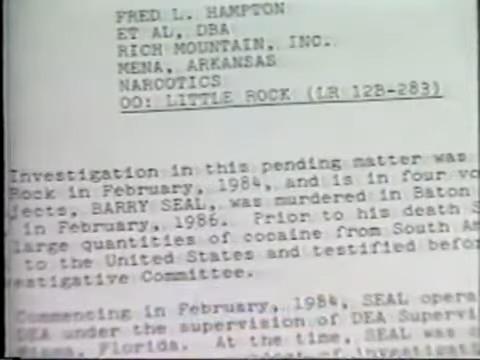 FRED L. HAMPTON
ET AL, DBA
RICH MOUNTAIN, INC.
MENA, ARKANSAS
NARCOTICS
OO: LITTLE ROCK (LR 12B-283)
Investigation in this pending matter was
Rock in February, 1984, and is in four vo
jects, BARRY SEAL, was murdered in Baton
in February, 1986. Prior to his death S
large quantities of cocaine from South Am
to the United States and testified befor
estigative Committee.
Commencing in February, 1984, SEAL opera
DEA under the supervision of DEA Supervi
Miami, Florida. At the time, SEAL was